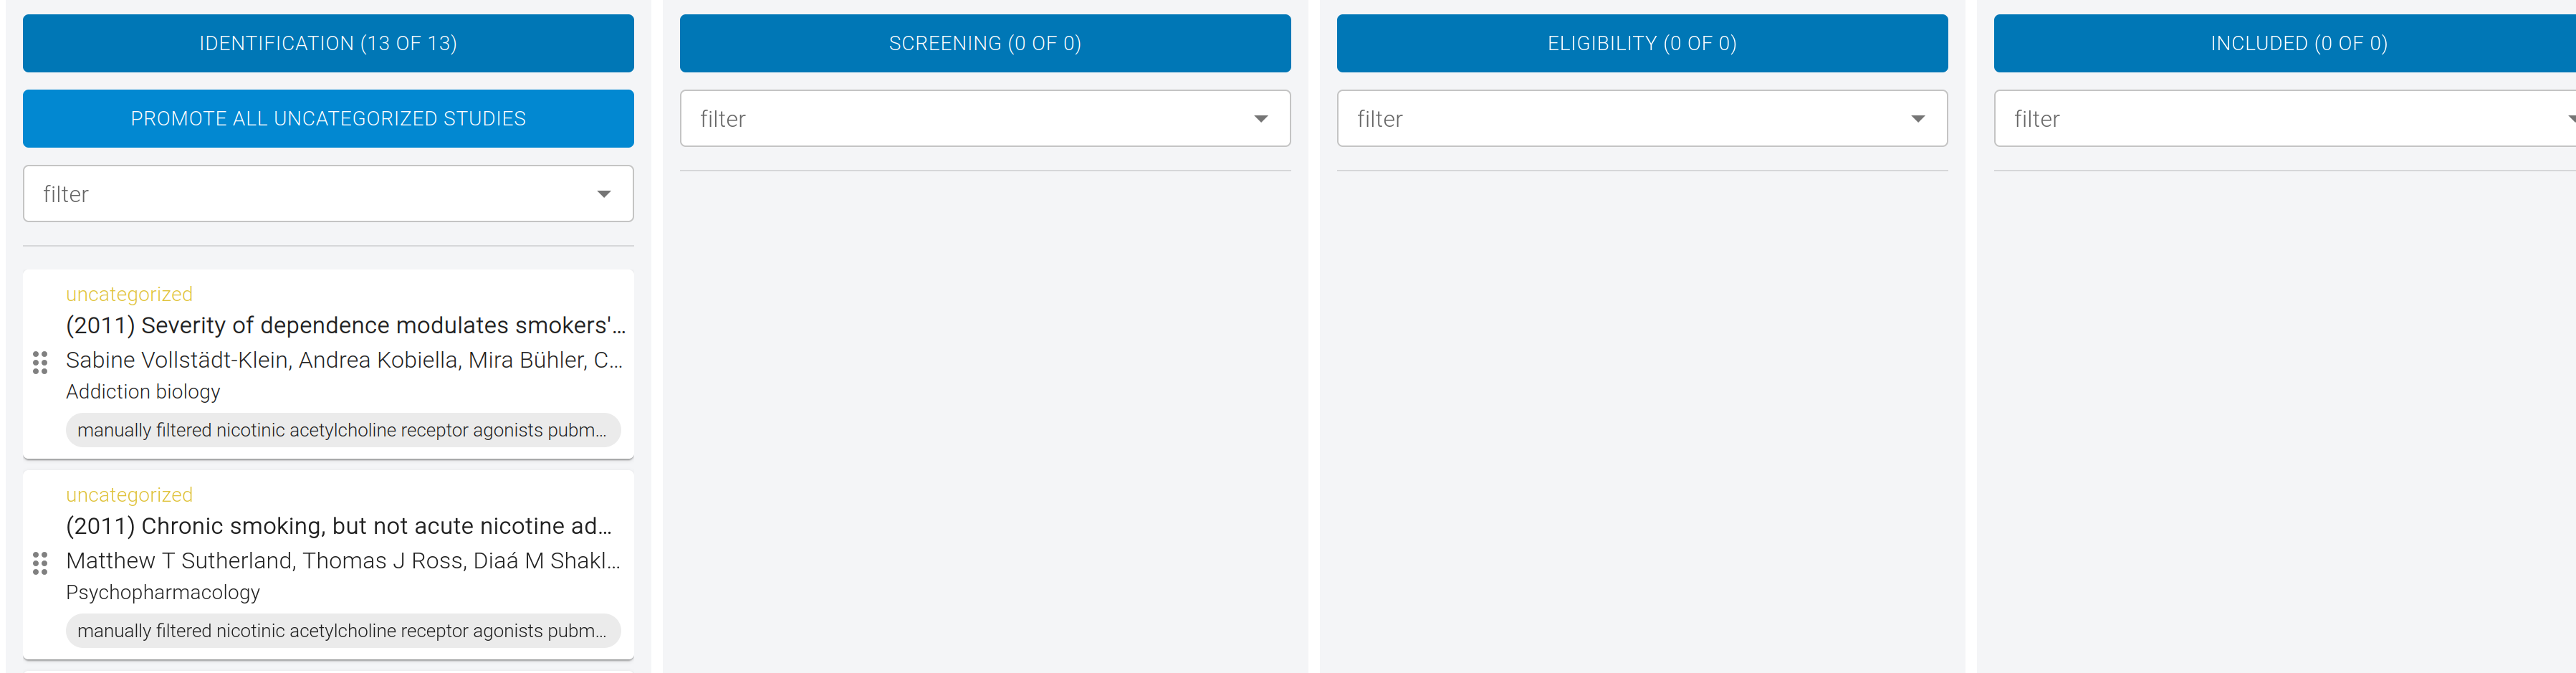 IDENTIFICATION (13 OF 13)
PROMOTE ALL UNCATEGORIZED STUDIES
filter
uncategorized
(2011) Severity of dependence modulates smokers'...
Sabine Vollstädt-Klein, Andrea Kobiella, Mira Bühler, C...
Addiction biology
manually filtered nicotinic acetylcholine receptor agonists pubm...
uncategorized
(2011) Chronic smoking, but not acute nicotine ad...
Matthew T Sutherland, Thomas J Ross, Diaá M Shakl...
Psychopharmacology
manually filtered nicotinic acetylcholine receptor agonists pubm...
SCREENING (0 OF 0)
filter
ELIGIBILITY (0 OF 0)
filter
INCLUDED (0 OF 0)
filter